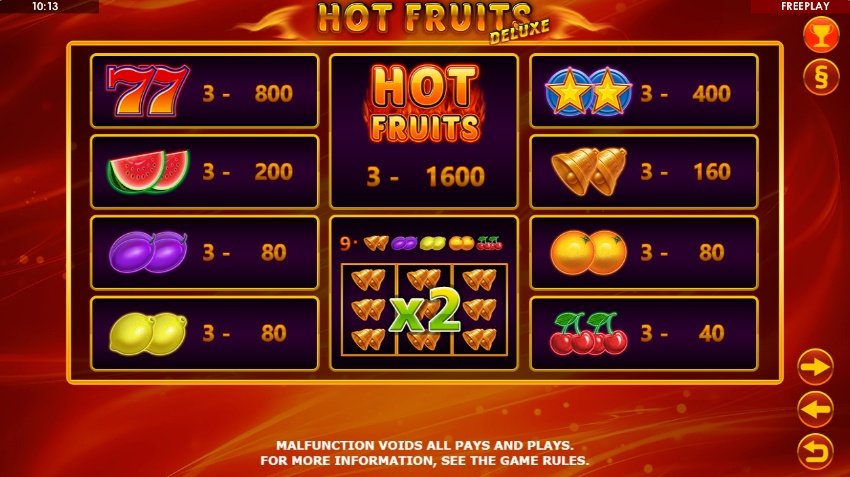 10:13
FREEPLAY
HOT FRUITS
DELUXE
77 3 - 800
HOT
FRUITS
3 - 1600
3 - 400
§
3 - 200
3 - 160
3 - 80
9·
x2
3 - 80
3 - 80
3 - 40
MALFUNCTION VOIDS ALL PAYS AND PLAYS.
FOR MORE INFORMATION, SEE THE GAME RULES.